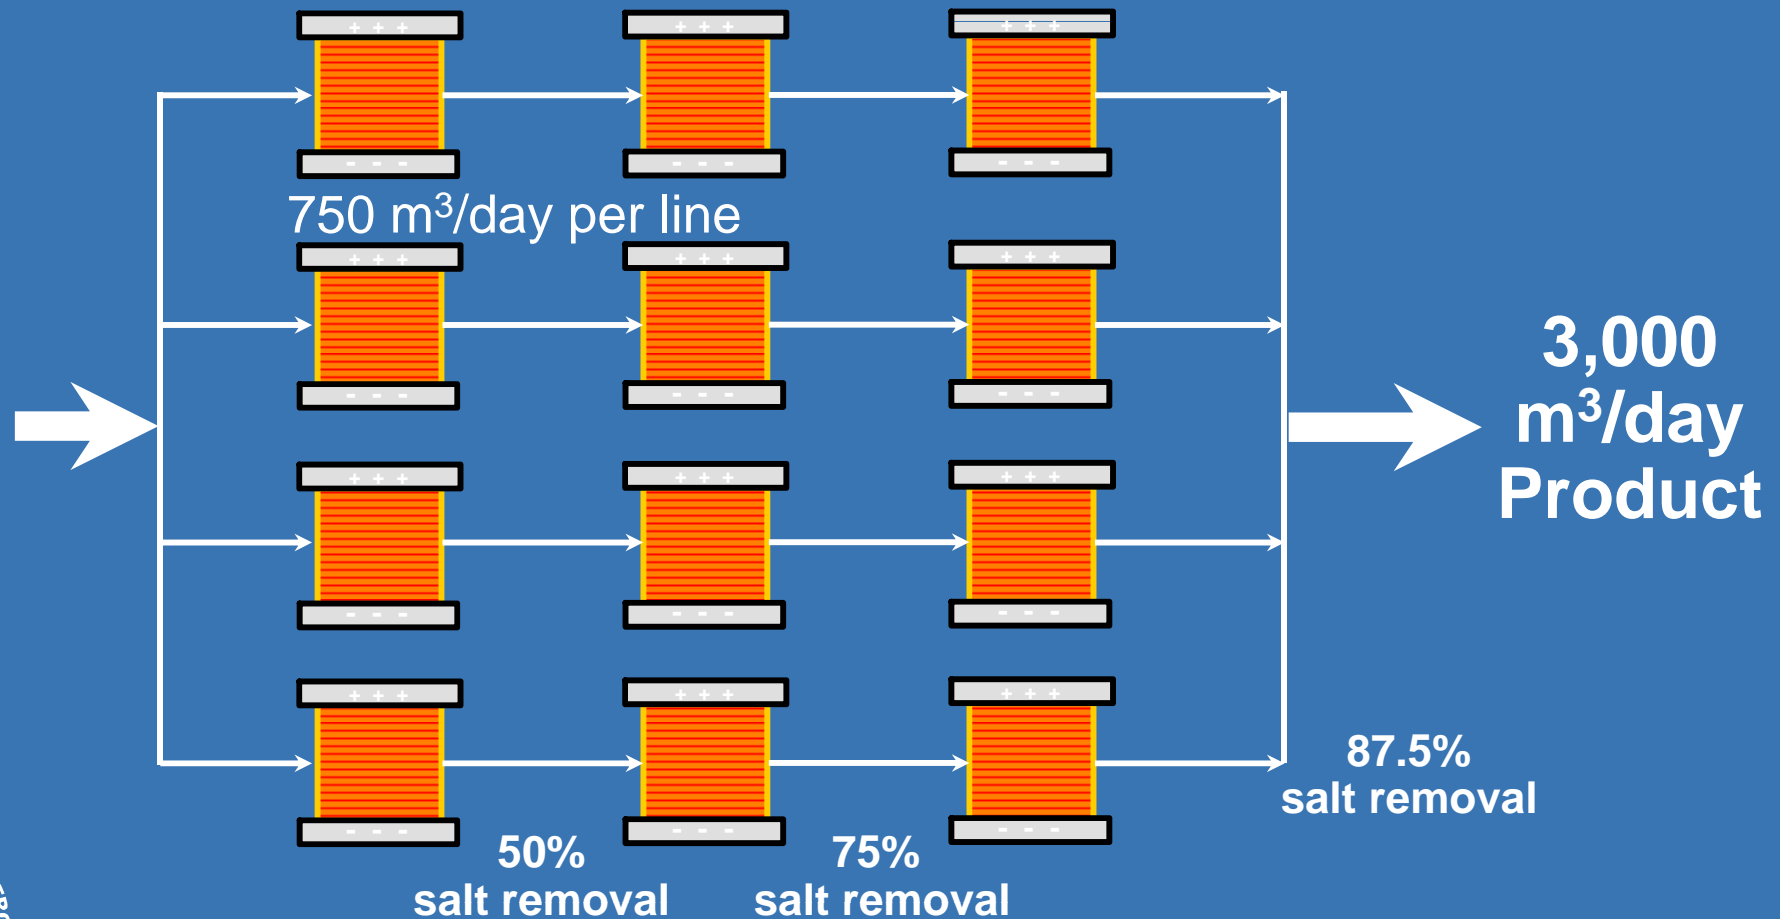 + + +
+ + +
+ + +
- - -
- - -
- - -
750 m³/day per line
+ + +
+ + +
+ + +
- - -
- - -
- - -
3,000
m³/day
Product
+ + +
+ + +
+ + +
- - -
- - -
- - -
+ + +
+ + +
+ + +
- - -
- - -
- - -
87.5%
salt removal
50%
salt removal
75%
salt removal